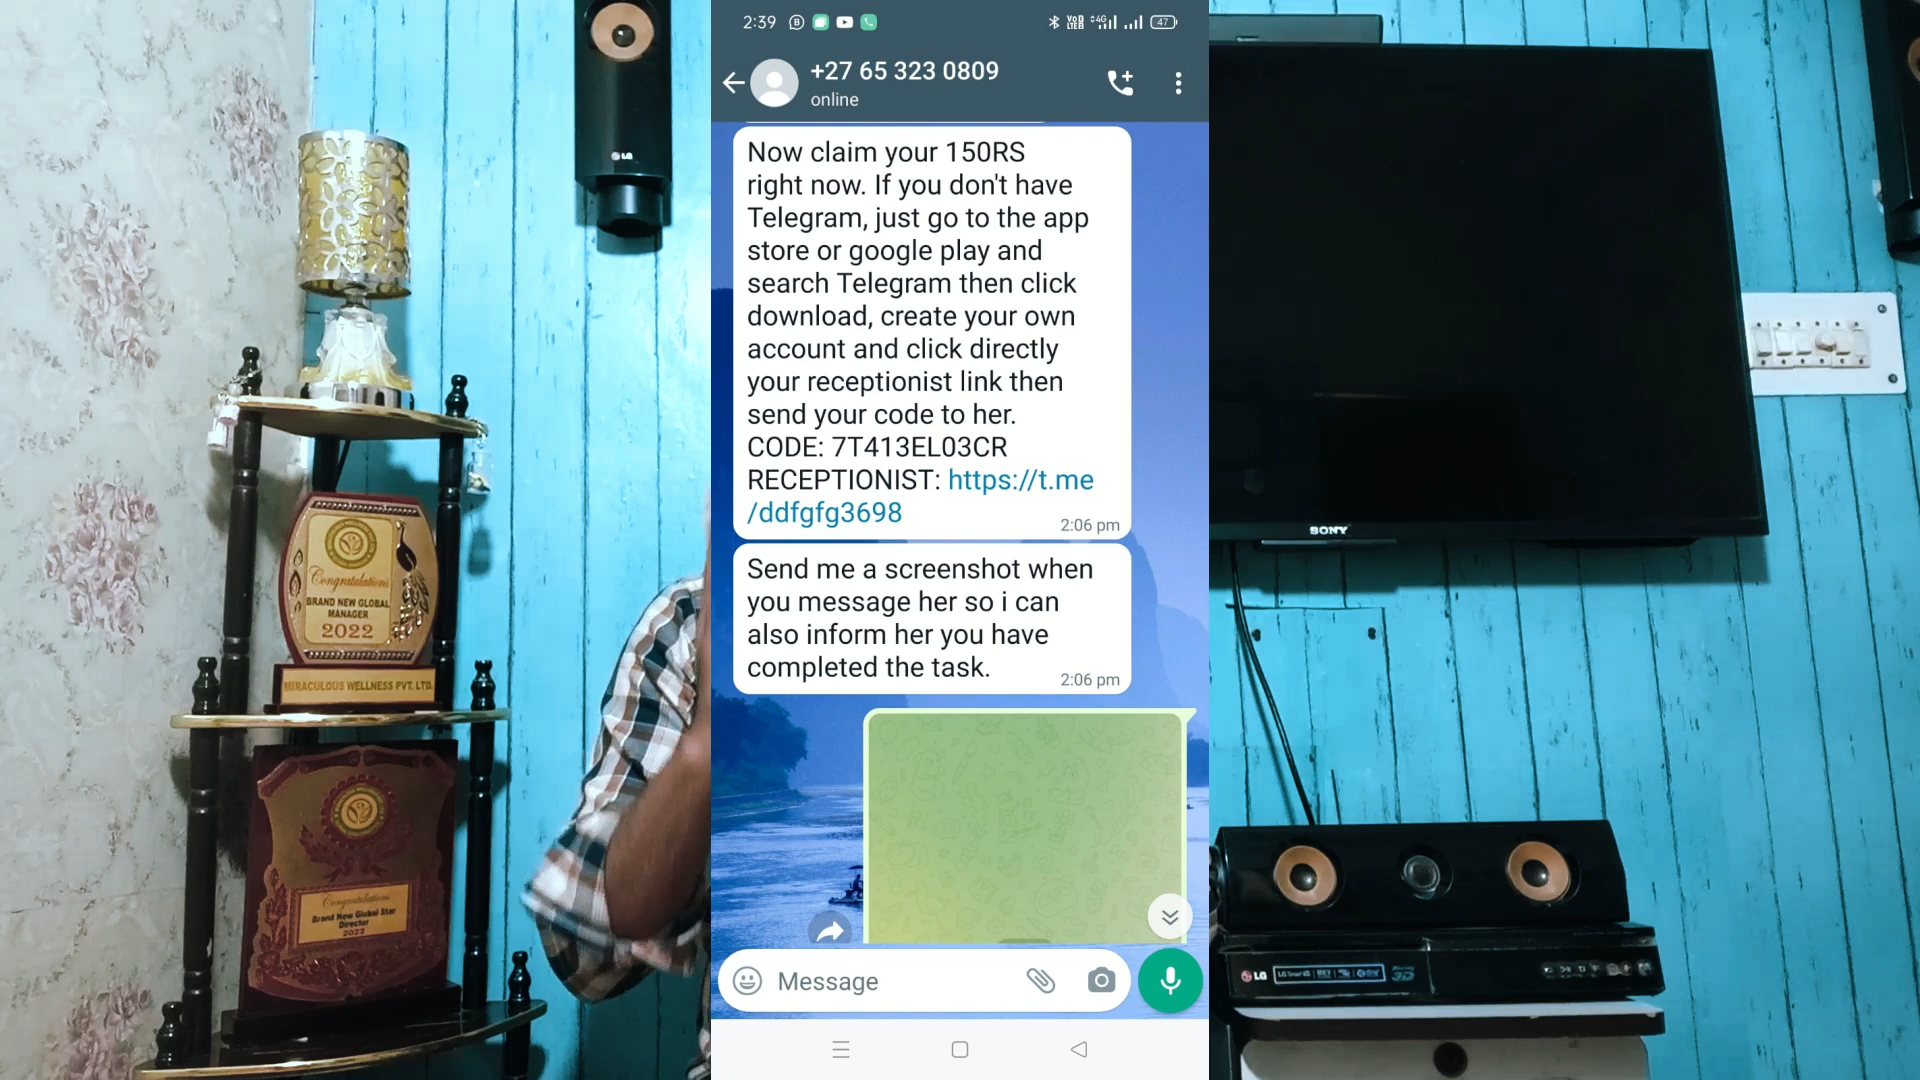 2:39
47
+27 65 323 0809
online
Now claim your 150RS
right now. If you don't have
Telegram, just go to the app
store or google play and
search Telegram then click
download, create your own
account and click directly
your receptionist link then
send your code to her.
CODE: 7T413EL03CR
RECEPTIONIST: https://t.me
/ddfgfg3698
2:06 pm
Send me a screenshot when
you message her so i can
also inform her you have
completed the task.
2:06 pm
Message
LG
Congratulations
BRAND NEW GLOBAL
MANAGER
2022
MIRACULOUS WELLNESS PVT. LTD.
Congratulations
Brand New Global Star
Director
2022
SONY
LG
3D